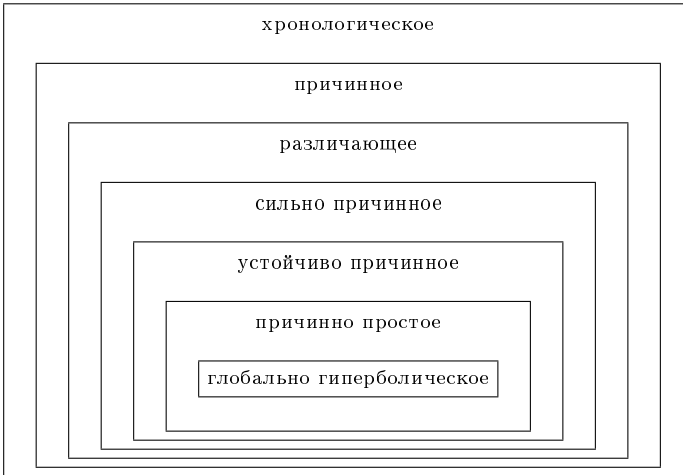 хронологическое
причинное
различающее
сильно причинное
устойчиво причинное
причинно простое
глобально гиперболическое